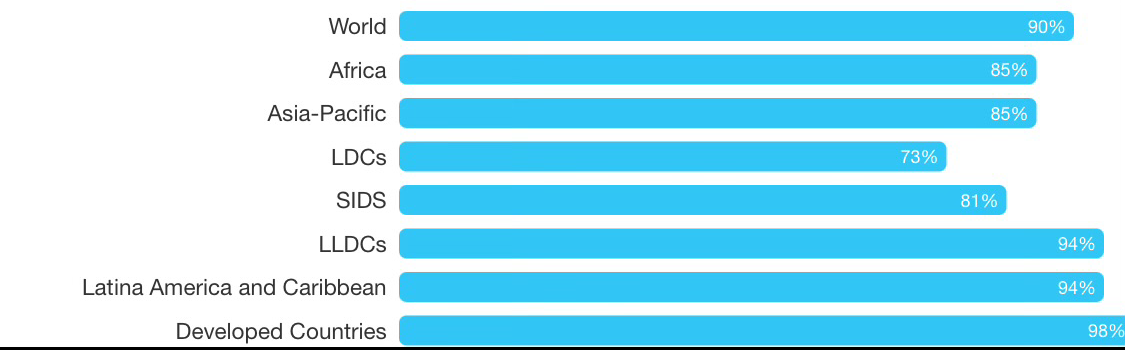 World 90%
Africa 85%
Asia-Pacific 85%
LDCs 73%
SIDS 81%
LLDCs 94%
Latina America and Caribbean 94%
Developed Countries 98%